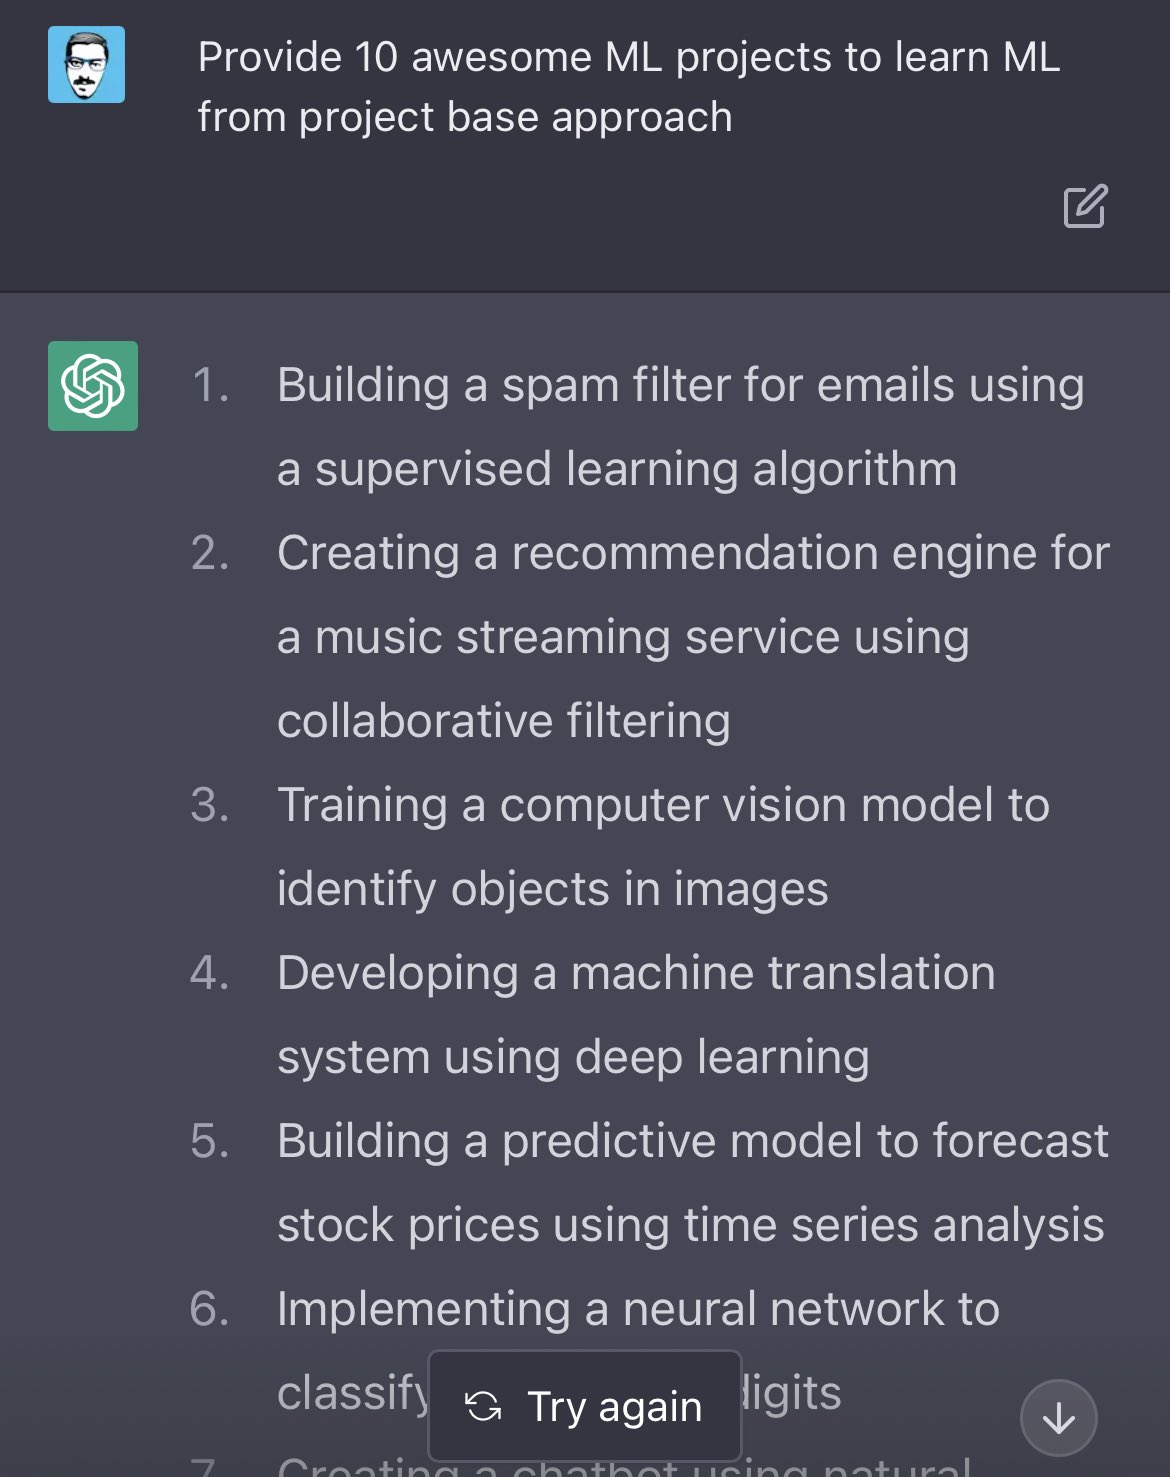 Provide 10 awesome ML projects to learn ML
from project base approach
1. Building a spam filter for emails using
a supervised learning algorithm
2. Creating a recommendation engine for
a music streaming service using
collaborative filtering
3. Training a computer vision model to
identify objects in images
4. Developing a machine translation
system using deep learning
5. Building a predictive model to forecast
stock prices using time series analysis
6. Implementing a neural network to
classify digits
Try again
7. Creating a chatbot using natural